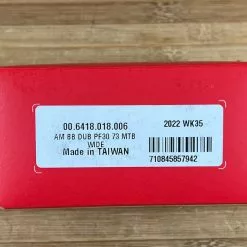 00.6418.018.006
AM BB DUB PF30 73 MTB
WIDE
Made in TAIWAN
2022 WK35
710845857942